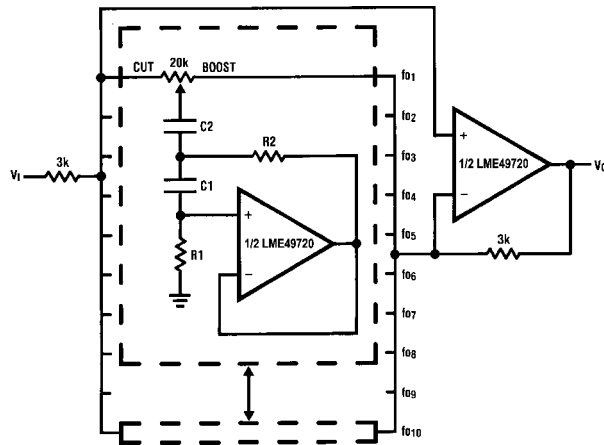 CUT
20k
BOOST
fo1
C2
fo2
3k
R2
fo3
VI
C1
fo4
+
1/2 LME49720
−
VO
+
1/2 LME49720
−
R1
fo5
3k
fo6
fo7
fo8
fo9
fo10